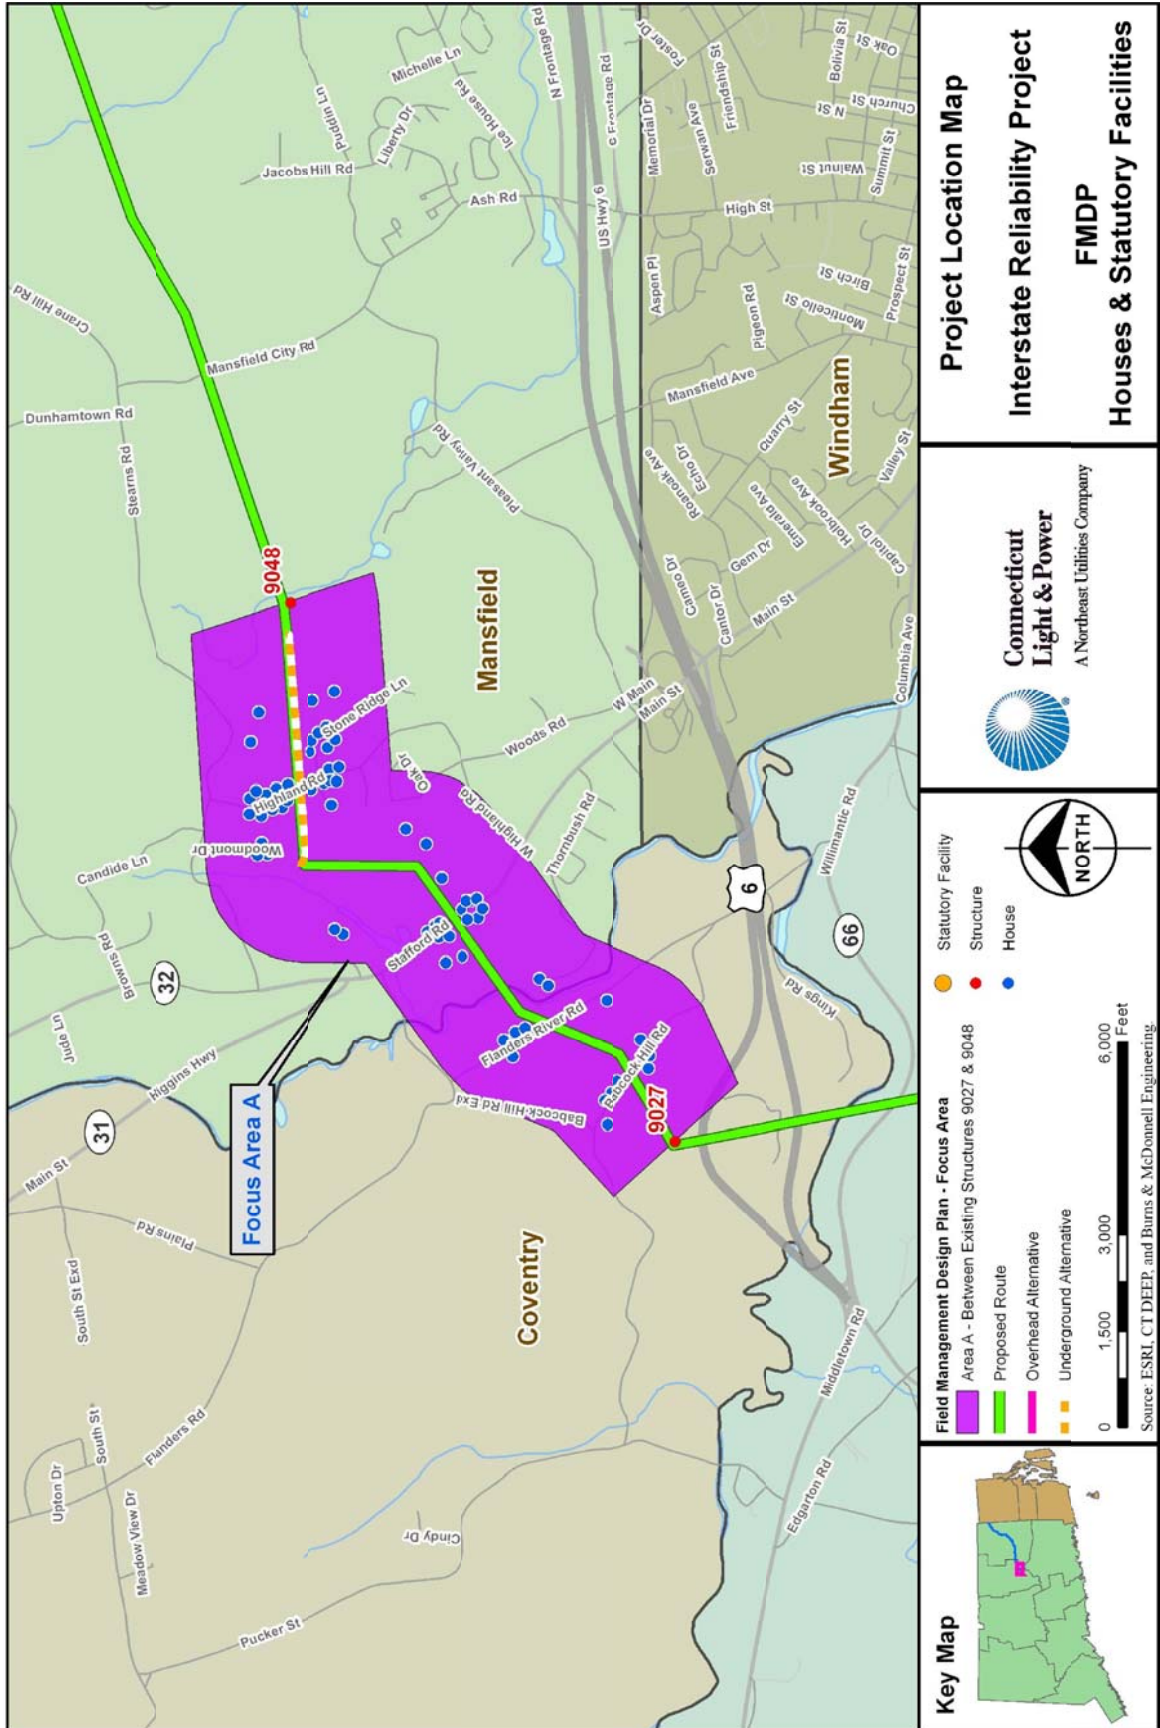 Upton Dr
South St
South St Exd
Main St
31
Meadow View Dr
Flanders Rd
Plains Rd
Pucker St
Cindy Dr
Coventry
Edgarton Rd
Middletown Rd
Focus Area A
Jude Ln
Higgins Hwy
32
Browns Rd
Candide Ln
Woodmont Dr
Highland Rd
Stone Ridge Ln
Stafford Rd
Flanders River Rd
Babcock Hill Rd Exd
Babcock Hill Rd
9027
9048
Oak Dr
W Highland Rd
Thornbush Rd
Woods Rd
W Main
Main St
Kings Rd
6
66
Willimantic Rd
Columbia Ave
Mansfield
Dunhamtown Rd
Stearns Rd
Crane Hill Rd
Mansfield City Rd
Pleasant Valley Rd
Puddin Ln
Jacobs Hill Rd
Liberty Dr
Michelle Ln
Ice House Rd
Ash Rd
N Frontage Rd
S Frontage Rd
US Hwy 6
Foster Dr
Memorial Dr
Serwan Ave
Friendship St
Bolivia St
Oak St
N St
Church St
Walnut St
Summit St
High St
Aspen Pl
Birch St
Monticello St
Prospect St
Pigeon Rd
Mansfield Ave
Windham
Quarry St
Valley St
Roanoak Ave
Echo Dr
Emerald Ave
Holbrook Ave
Capitol Dr
Gem Dr
Cameo Dr
Cantor Dr
Main St
Key Map
Field Management Design Plan - Focus Area
Area A - Between Existing Structures 9027 & 9048
Proposed Route
Overhead Alternative
Underground Alternative
Statutory Facility
Structure
House
0 1,500 3,000 6,000
Feet
Source: ESRI, CT DEEP, and Burns & McDonnell Engineering.
NORTH
®
Connecticut
Light & Power
A Northeast Utilities Company
Project Location Map
Interstate Reliability Project
FMDP
Houses & Statutory Facilities